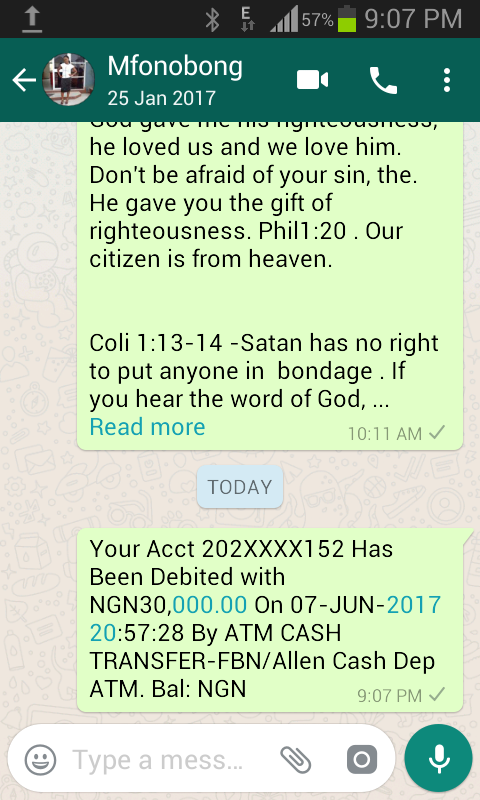 E 57% 9:07 PM
Mfonobong
25 Jan 2017
God gave me his righteousness,
he loved us and we love him.
Don't be afraid of your sin, the.
He gave you the gift of
righteousness. Phil1:20 . Our
citizen is from heaven.
Coli 1:13-14 -Satan has no right
to put anyone in  bondage . If
you hear the word of God, ...
Read more
10:11 AM
TODAY
Your Acct 202XXXX152 Has
Been Debited with
NGN30,000.00 On 07-JUN-2017
20:57:28 By ATM CASH
TRANSFER-FBN/Allen Cash Dep
ATM. Bal: NGN
9:07 PM
Type a mess...